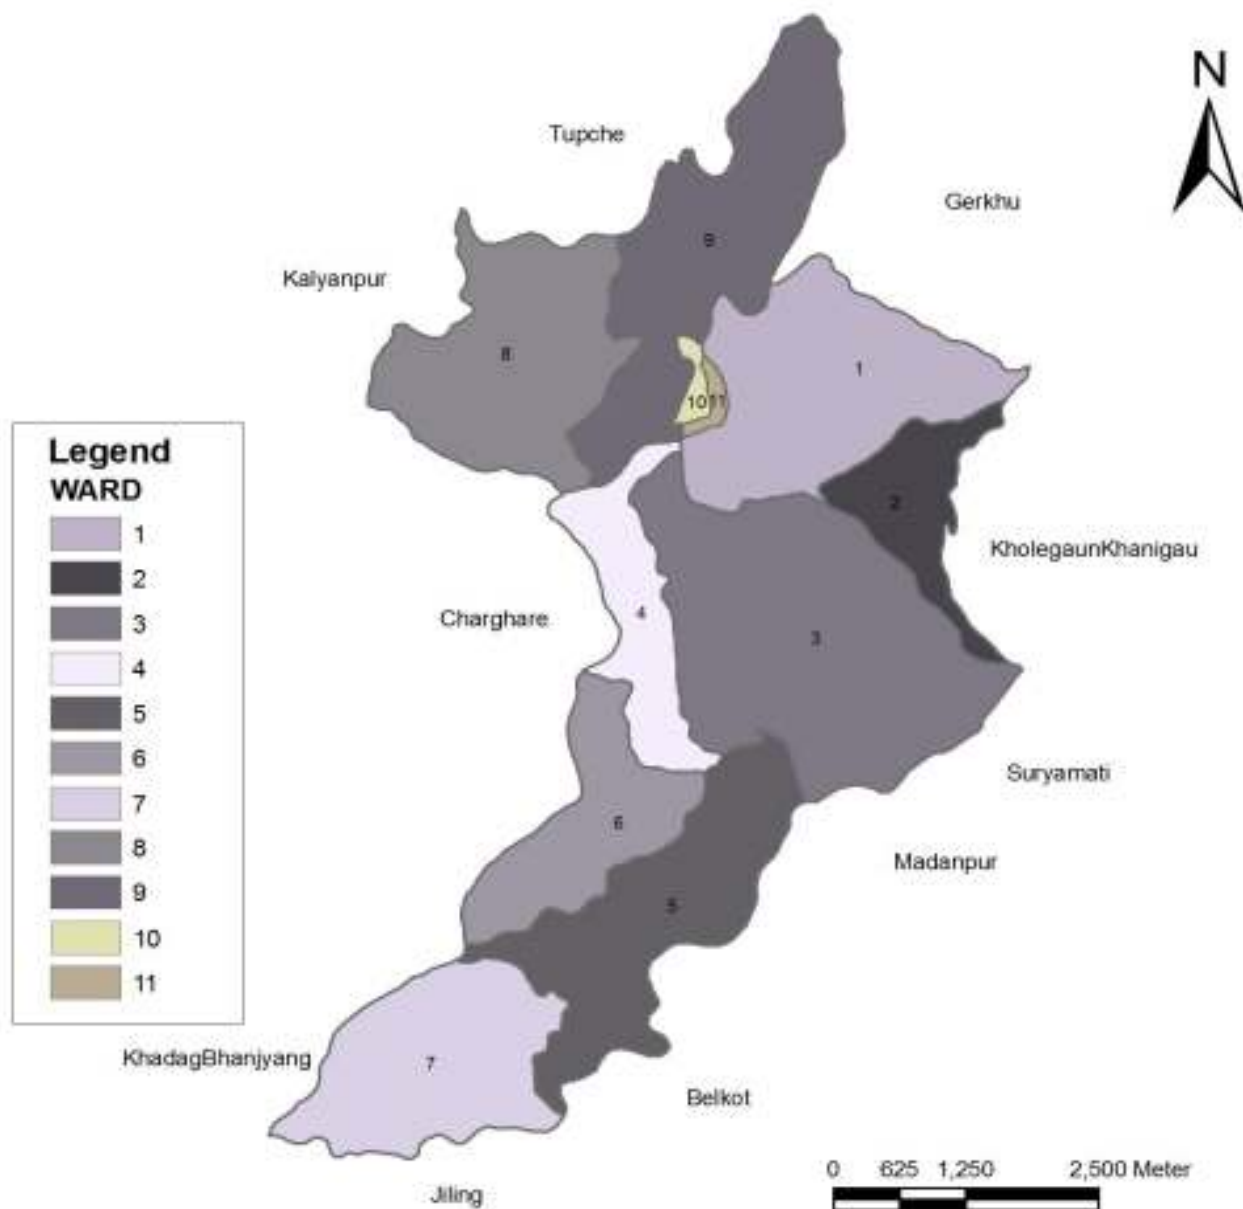 N
Tupche
Gerkhu
9
Kalyanpur
8
1
10
11
Legend
WARD
1
2
3
4
5
6
7
8
9
10
11
2
KholegaunKhanigau
Charghare
4
3
Suryamati
6
Madanpur
5
KhadagBhanjyang
7
Belkot
Jiling
0 625 1,250 2,500 Meter